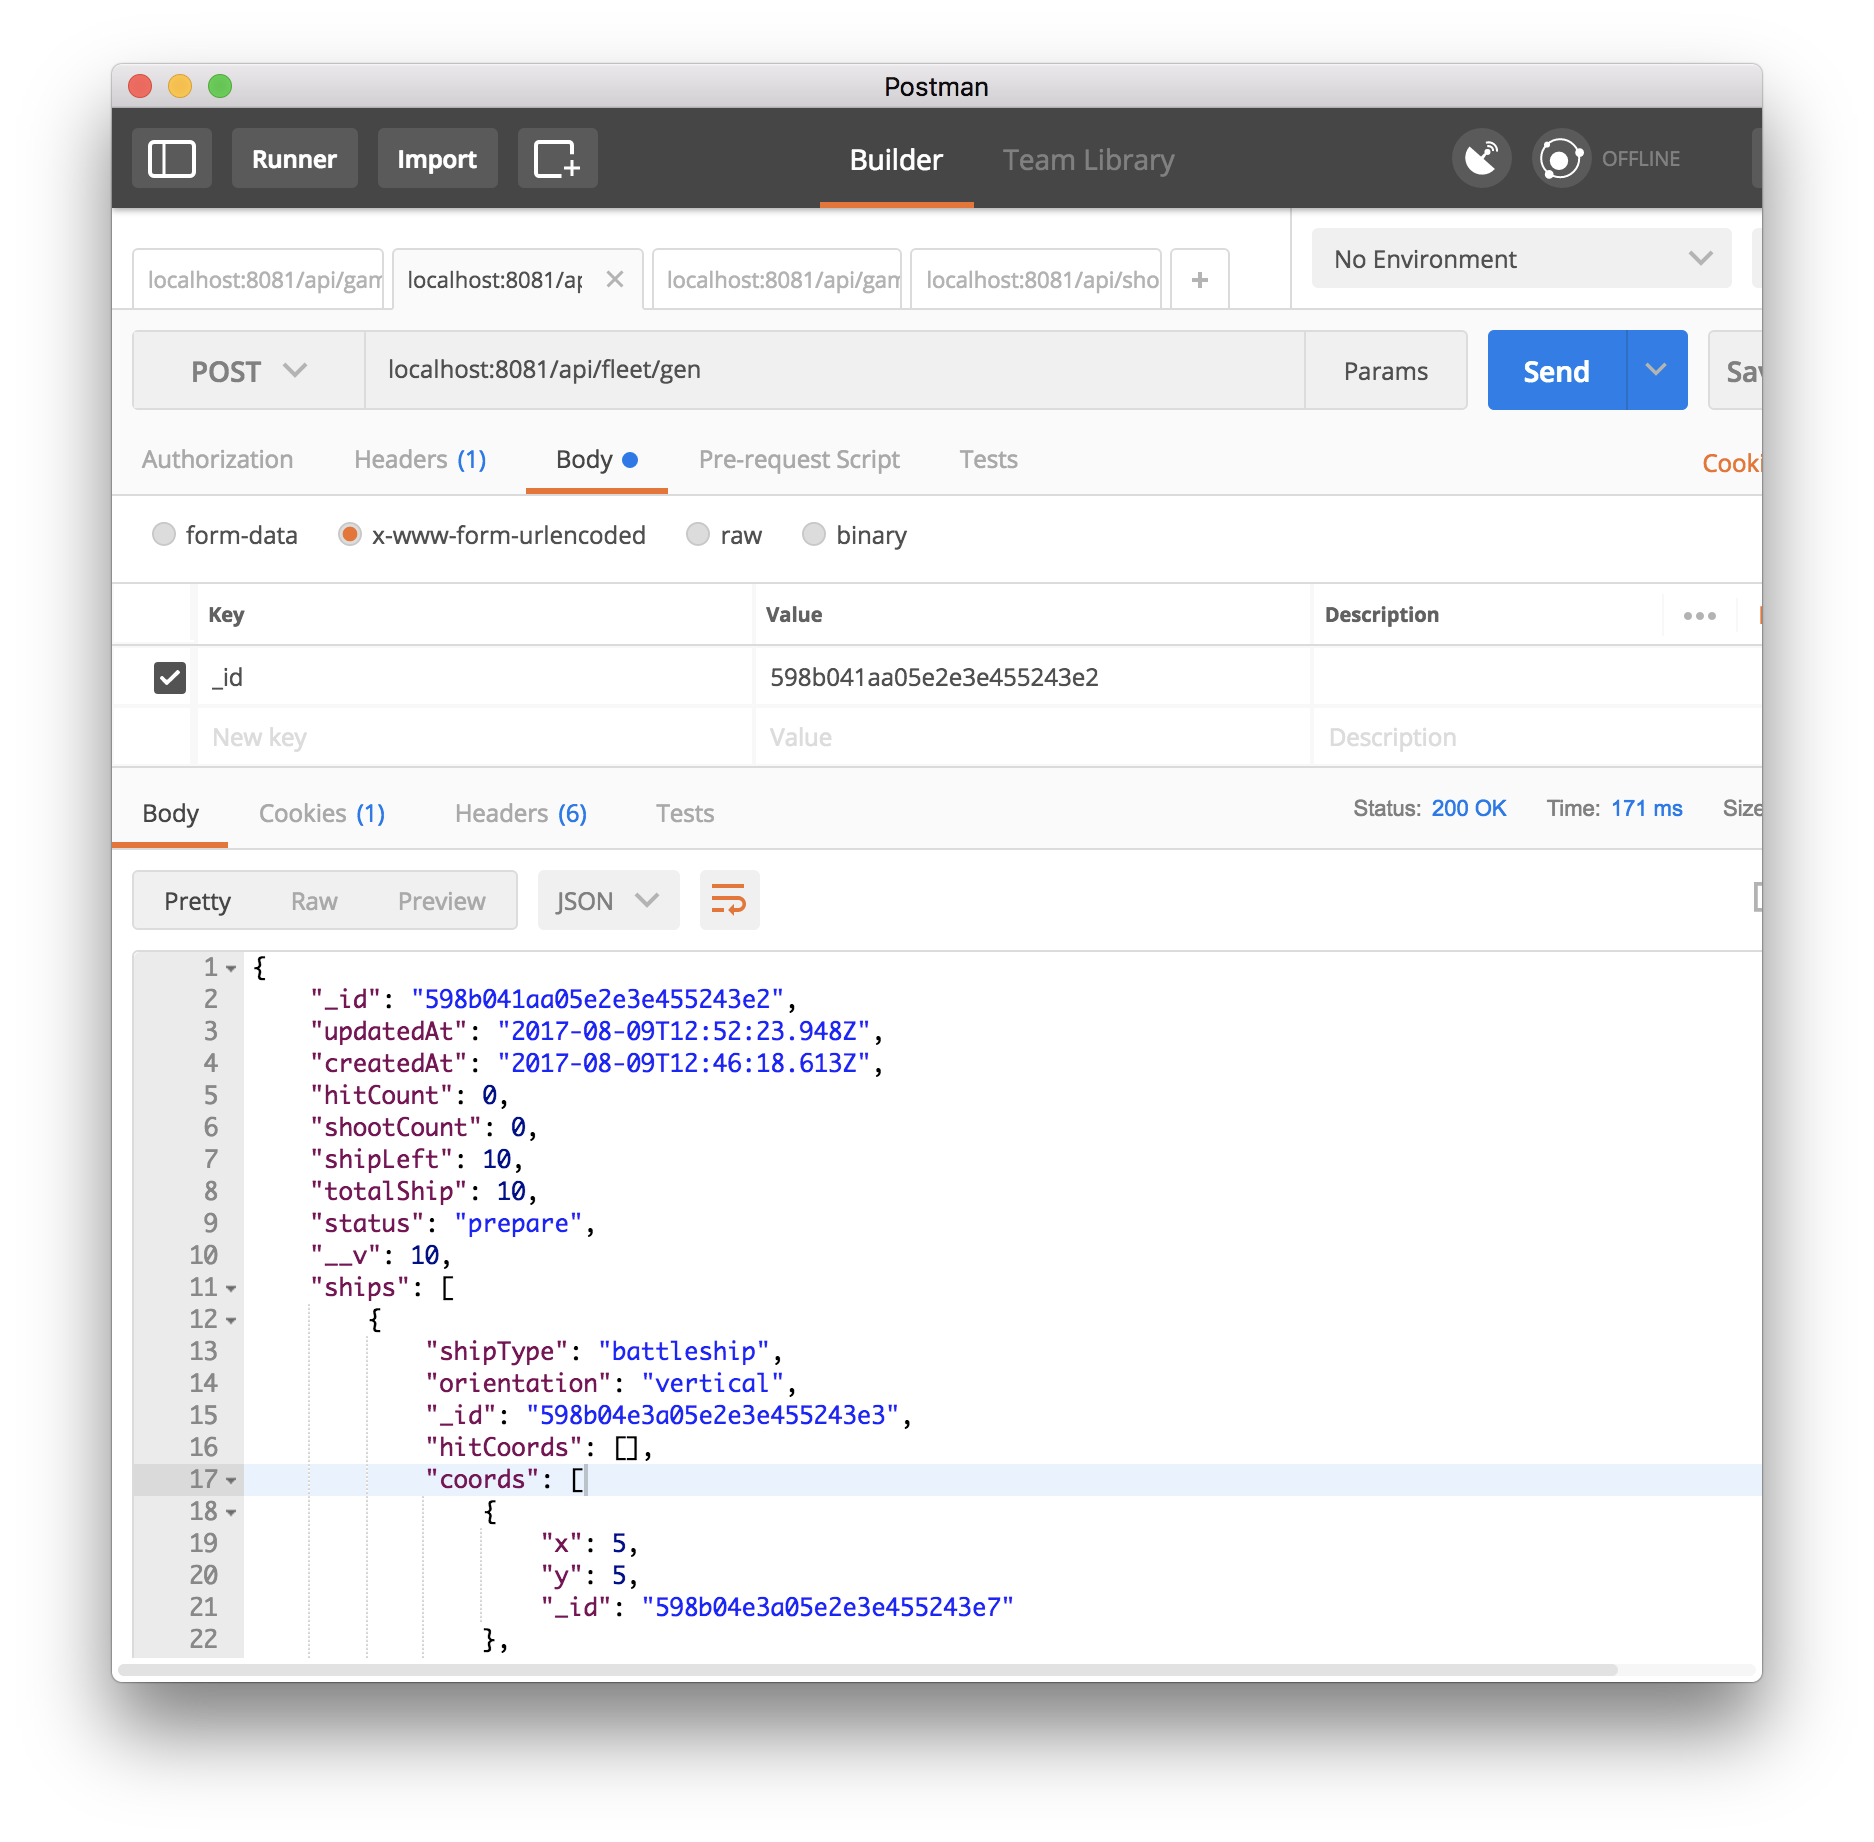 Postman
Runner Import Builder Team Library OFFLINE
localhost:8081/api/gam localhost:8081/ap localhost:8081/api/gam localhost:8081/api/sho + No Environment
POST localhost:8081/api/fleet/gen Params Send Sav
Authorization Headers (1) Body Pre-request Script Tests Cooki
form-data x-www-form-urlencoded raw binary
Key Value Description
_id 598b041aa05e2e3e455243e2
New key Value Description
Body Cookies (1) Headers (6) Tests Status: 200 OK Time: 171 ms Size
Pretty Raw Preview JSON
1 {
2 "_id": "598b041aa05e2e3e455243e2",
3 "updatedAt": "2017-08-09T12:52:23.948Z",
4 "createdAt": "2017-08-09T12:46:18.613Z",
5 "hitCount": 0,
6 "shootCount": 0,
7 "shipLeft": 10,
8 "totalShip": 10,
9 "status": "prepare",
10 "__v": 10,
11 "ships": [
12 {
13 "shipType": "battleship",
14 "orientation": "vertical",
15 "_id": "598b04e3a05e2e3e455243e3",
16 "hitCoords": [],
17 "coords": [
18 {
19 "x": 5,
20 "y": 5,
21 "_id": "598b04e3a05e2e3e455243e7"
22 },